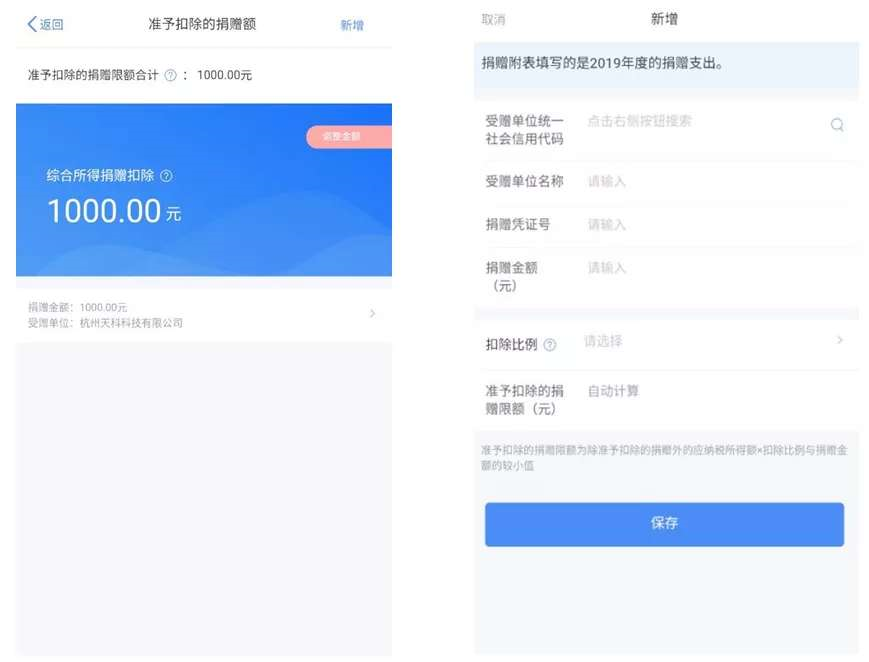 返回
准予扣除的捐赠额
新增
准予扣除的捐赠限额合计 ? ： 1000.00元
调整金额
综合所得捐赠扣除 ?
1000.00元
捐赠金额：1000.00元
受赠单位：杭州天科科技有限公司
取消
新增
捐赠附表填写的是2019年度的捐赠支出。
受赠单位统一
社会信用代码
点击右侧按钮搜索
受赠单位名称 请输入
捐赠凭证号 请输入
捐赠金额
（元）
请输入
扣除比例 ? 请选择
准予扣除的捐
赠限额（元）
自动计算
准予扣除的捐赠限额为除准予扣除的捐赠外的应纳税所得额×扣除比例与捐赠金
额的较小值
保存